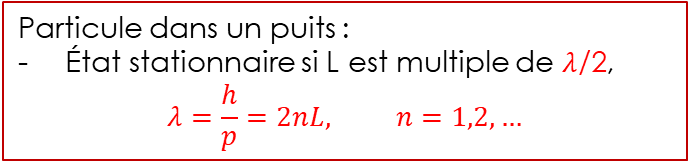 Particule dans un puits :
- État stationnaire si L est multiple de 𝜆/2,
𝜆 = h/p = 2nL, n = 1,2, …